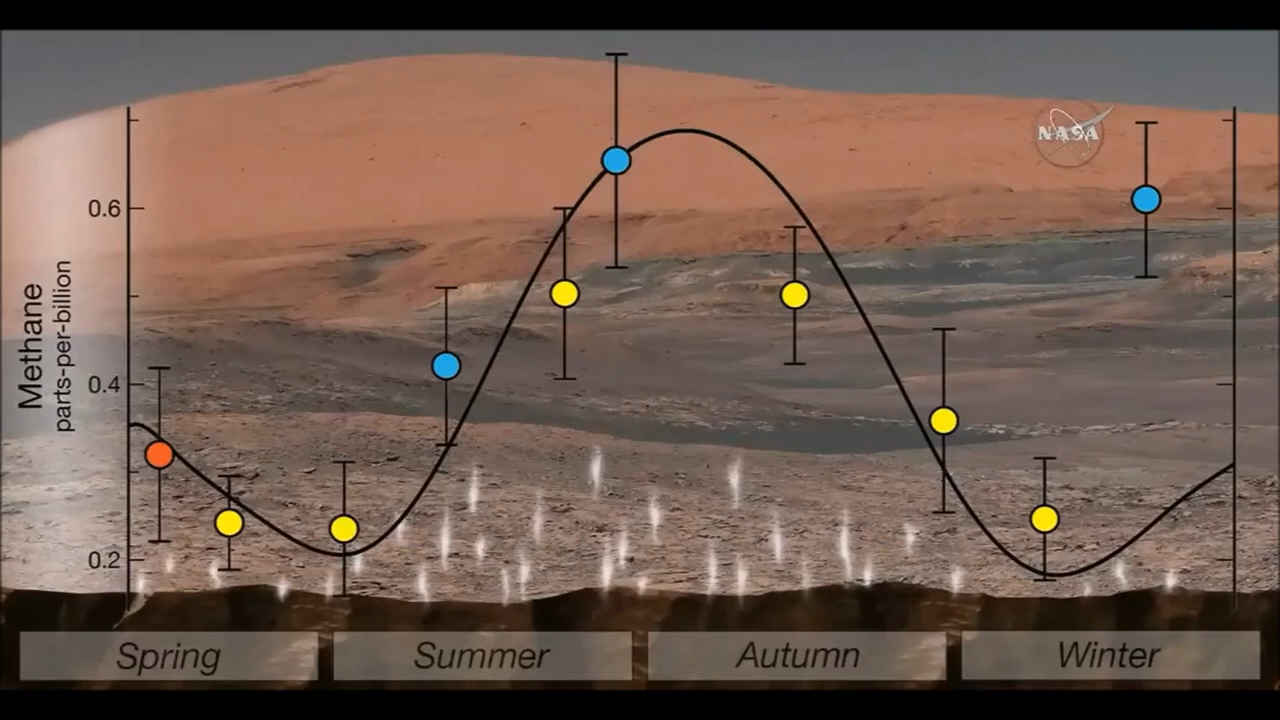 NASA
0.6
Methane
parts-per-billion
0.4
0.2
Spring Summer Autumn Winter